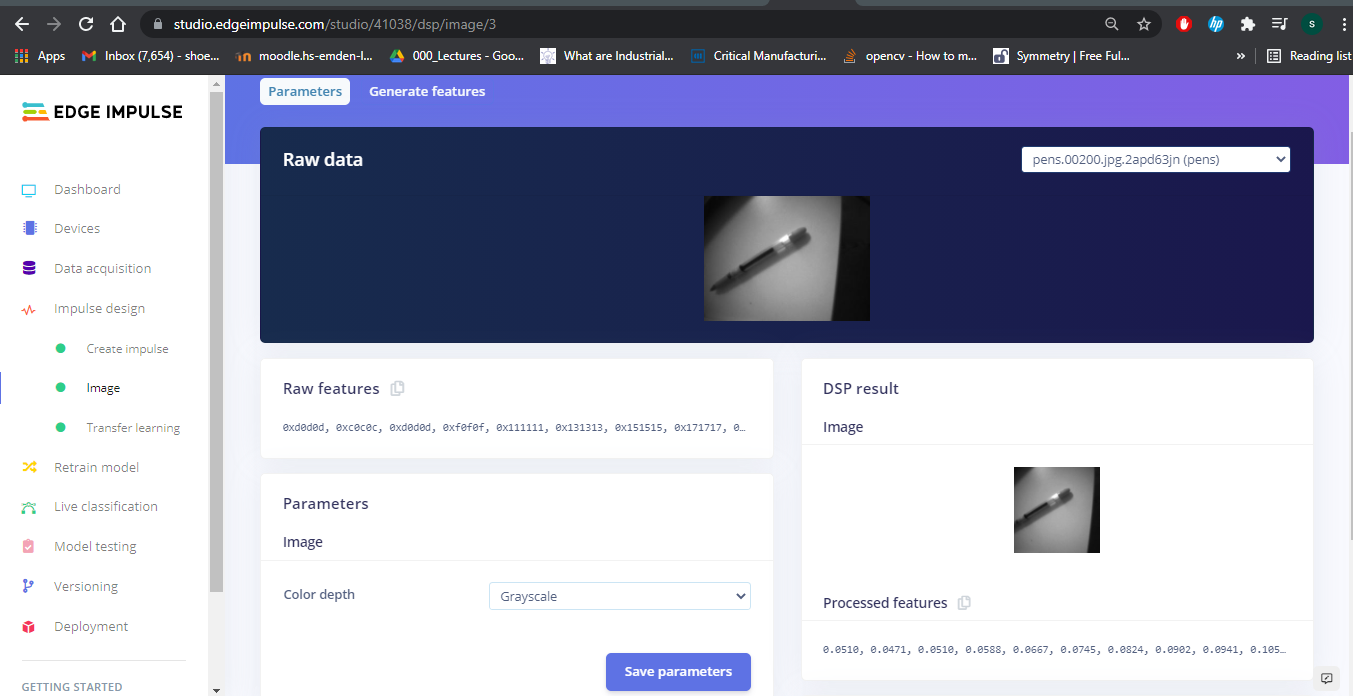 studio.edgeimpulse.com/studio/41038/dsp/image/3
S
Apps
Inbox (7,654) - shoe...
moodle.hs-emden-l...
000_Lectures - Goo...
What are Industrial...
Critical Manufacturi...
opencv - How to m...
Symmetry | Free Ful...
»
Reading list
EDGE IMPULSE
Dashboard
Devices
Data acquisition
Impulse design
Create impulse
Image
Transfer learning
Retrain model
Live classification
Model testing
Versioning
Deployment
GETTING STARTED
Parameters
Generate features
Raw data
pens.00200.jpg.2apd63jn (pens)
Raw features
0xd0d0d, 0xc0c0c, 0xd0d0d, 0xf0f0f, 0x111111, 0x131313, 0x151515, 0x171717, 0…
Parameters
Image
Color depth
Grayscale
Save parameters
DSP result
Image
Processed features
0.0510, 0.0471, 0.0510, 0.0588, 0.0667, 0.0745, 0.0824, 0.0902, 0.0941, 0.105…